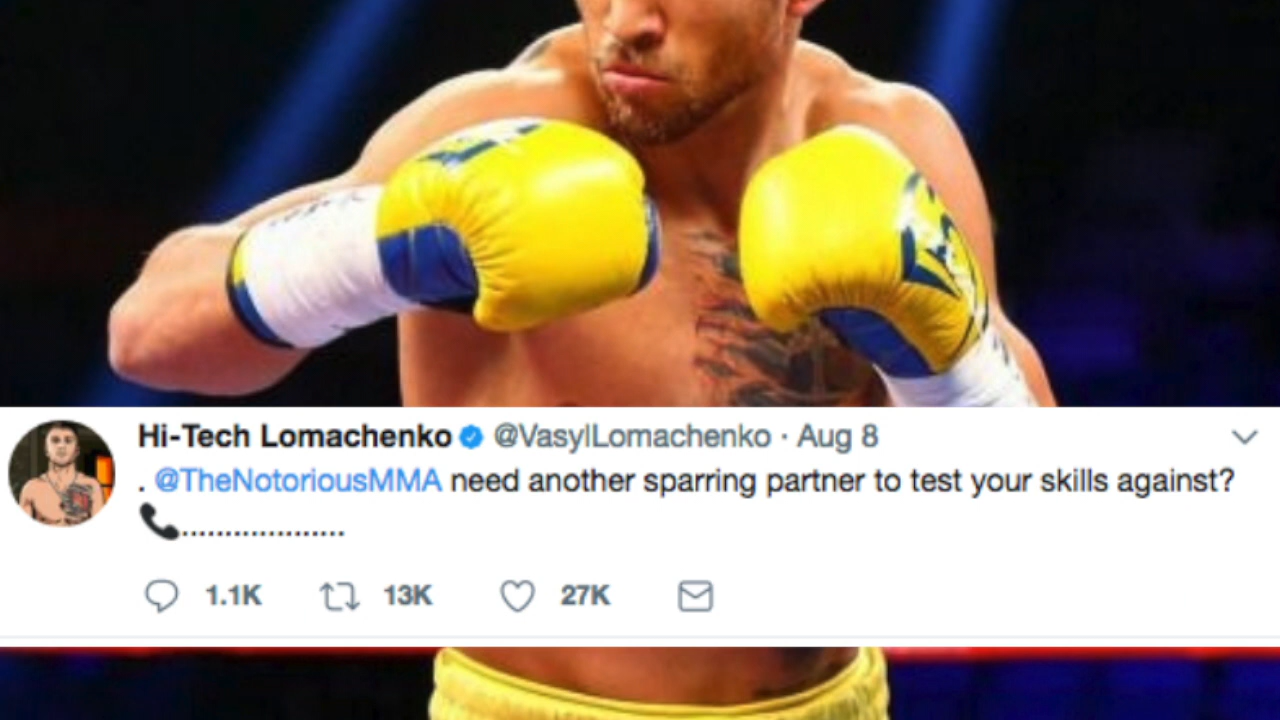 Hi-Tech Lomachenko @VasylLomachenko · Aug 8
. @TheNotoriousMMA need another sparring partner to test your skills against?
📞...................
1.1K 13K 27K